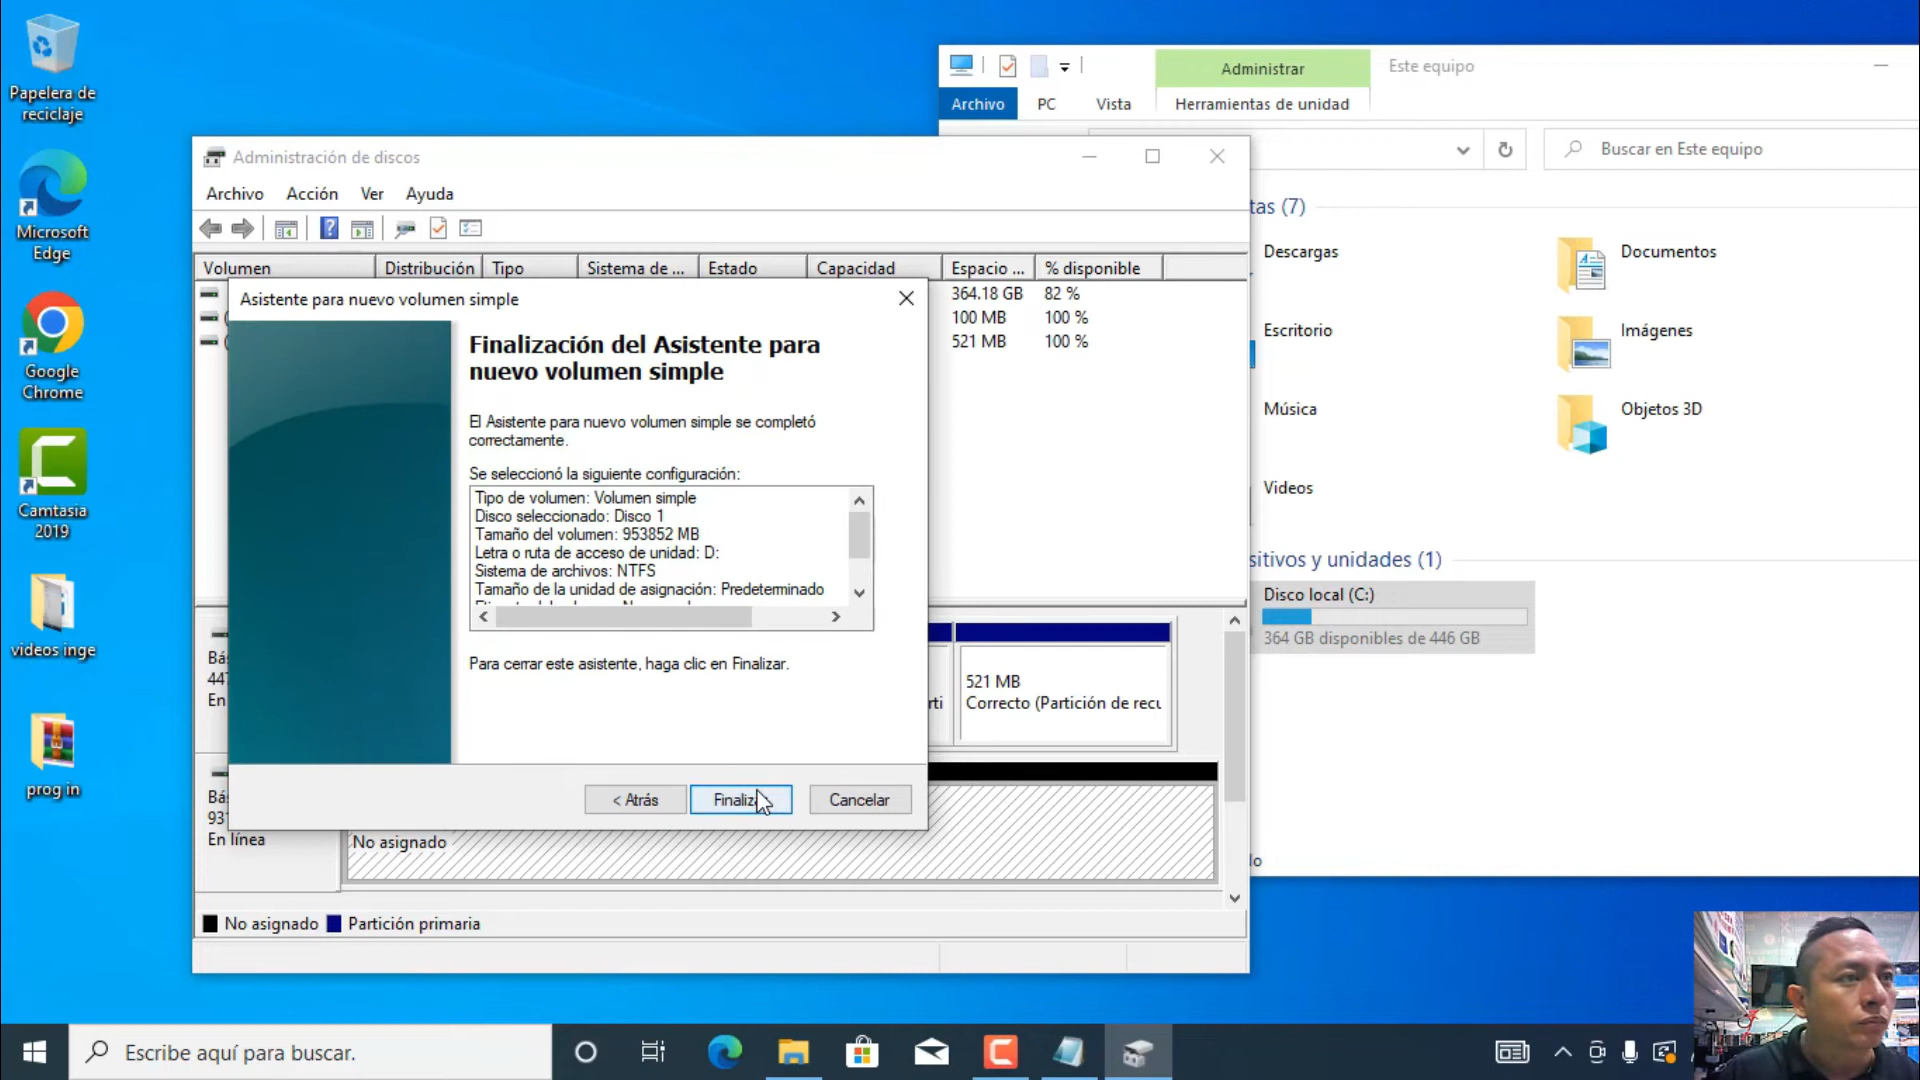 Papelera de
reciclaje
Microsoft
Edge
Google
Chrome
Camtasia
2019
videos inge
prog in
Administrar
Este equipo
Archivo
PC
Vista
Herramientas de unidad
Buscar en Este equipo
tas (7)
Descargas
Documentos
Escritorio
Imágenes
Música
Objetos 3D
Videos
sitivos y unidades (1)
Disco local (C:)
364 GB disponibles de 446 GB
Administración de discos
Archivo
Acción
Ver
Ayuda
Volumen
Distribución
Tipo
Sistema de ...
Estado
Capacidad
Espacio ...
% disponible
364.18 GB
82 %
100 MB
100 %
521 MB
100 %
Asistente para nuevo volumen simple
Finalización del Asistente para
nuevo volumen simple
El Asistente para nuevo volumen simple se completó
correctamente.
Se seleccionó la siguiente configuración:
Tipo de volumen: Volumen simple
Disco seleccionado: Disco 1
Tamaño del volumen: 953852 MB
Letra o ruta de acceso de unidad: D:
Sistema de archivos: NTFS
Tamaño de la unidad de asignación: Predeterminado
Para cerrar este asistente, haga clic en Finalizar.
< Atrás
Finaliza
Cancelar
Bás
447
En
rti
521 MB
Correcto (Partición de recu
Bás
931
En línea
No asignado
No asignado
Partición primaria
lo
Escribe aquí para buscar.